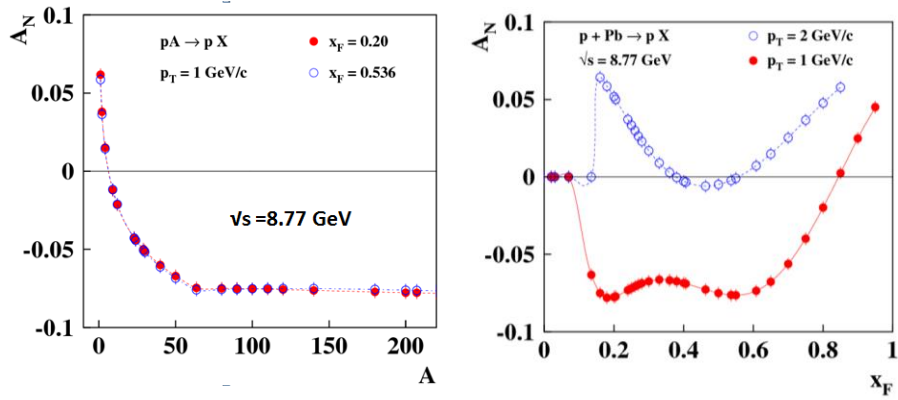 A_N
0.1
0.05
0
-0.05
-0.1
pA → p X
p_T = 1 GeV/c
x_F = 0.20
x_F = 0.536
√s =8.77 GeV
0 50 100 150 200
A
A_N
0.1
0.05
0
-0.05
-0.1
p + Pb → p X
√s = 8.77 GeV
p_T = 2 GeV/c
p_T = 1 GeV/c
0 0.2 0.4 0.6 0.8 1
x_F